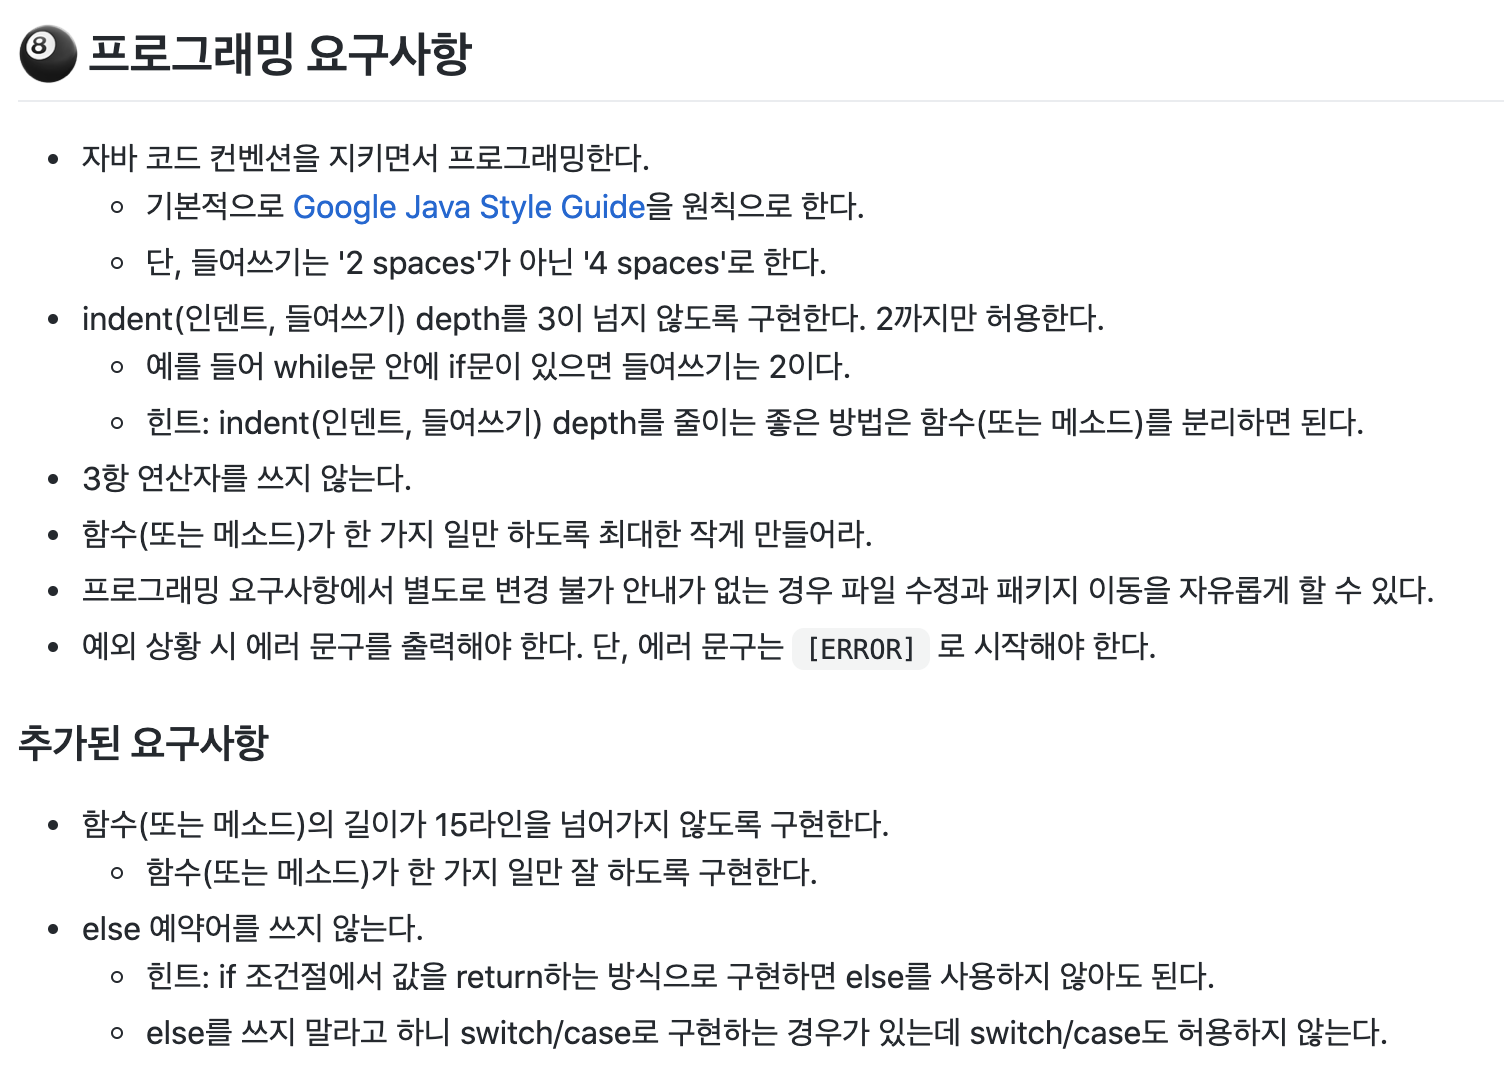 프로그래밍 요구사항
자바 코드 컨벤션을 지키면서 프로그래밍한다.
기본적으로 Google Java Style Guide을 원칙으로 한다.
단, 들여쓰기는 '2 spaces'가 아닌 '4 spaces'로 한다.
indent(인덴트, 들여쓰기) depth를 3이 넘지 않도록 구현한다. 2까지만 허용한다.
예를 들어 while문 안에 if문이 있으면 들여쓰기는 2이다.
힌트: indent(인덴트, 들여쓰기) depth를 줄이는 좋은 방법은 함수(또는 메소드)를 분리하면 된다.
3항 연산자를 쓰지 않는다.
함수(또는 메소드)가 한 가지 일만 하도록 최대한 작게 만들어라.
프로그래밍 요구사항에서 별도로 변경 불가 안내가 없는 경우 파일 수정과 패키지 이동을 자유롭게 할 수 있다.
예외 상황 시 에러 문구를 출력해야 한다. 단, 에러 문구는 [ERROR] 로 시작해야 한다.
추가된 요구사항
함수(또는 메소드)의 길이가 15라인을 넘어가지 않도록 구현한다.
함수(또는 메소드)가 한 가지 일만 잘 하도록 구현한다.
else 예약어를 쓰지 않는다.
힌트: if 조건절에서 값을 return하는 방식으로 구현하면 else를 사용하지 않아도 된다.
else를 쓰지 말라고 하니 switch/case로 구현하는 경우가 있는데 switch/case도 허용하지 않는다.